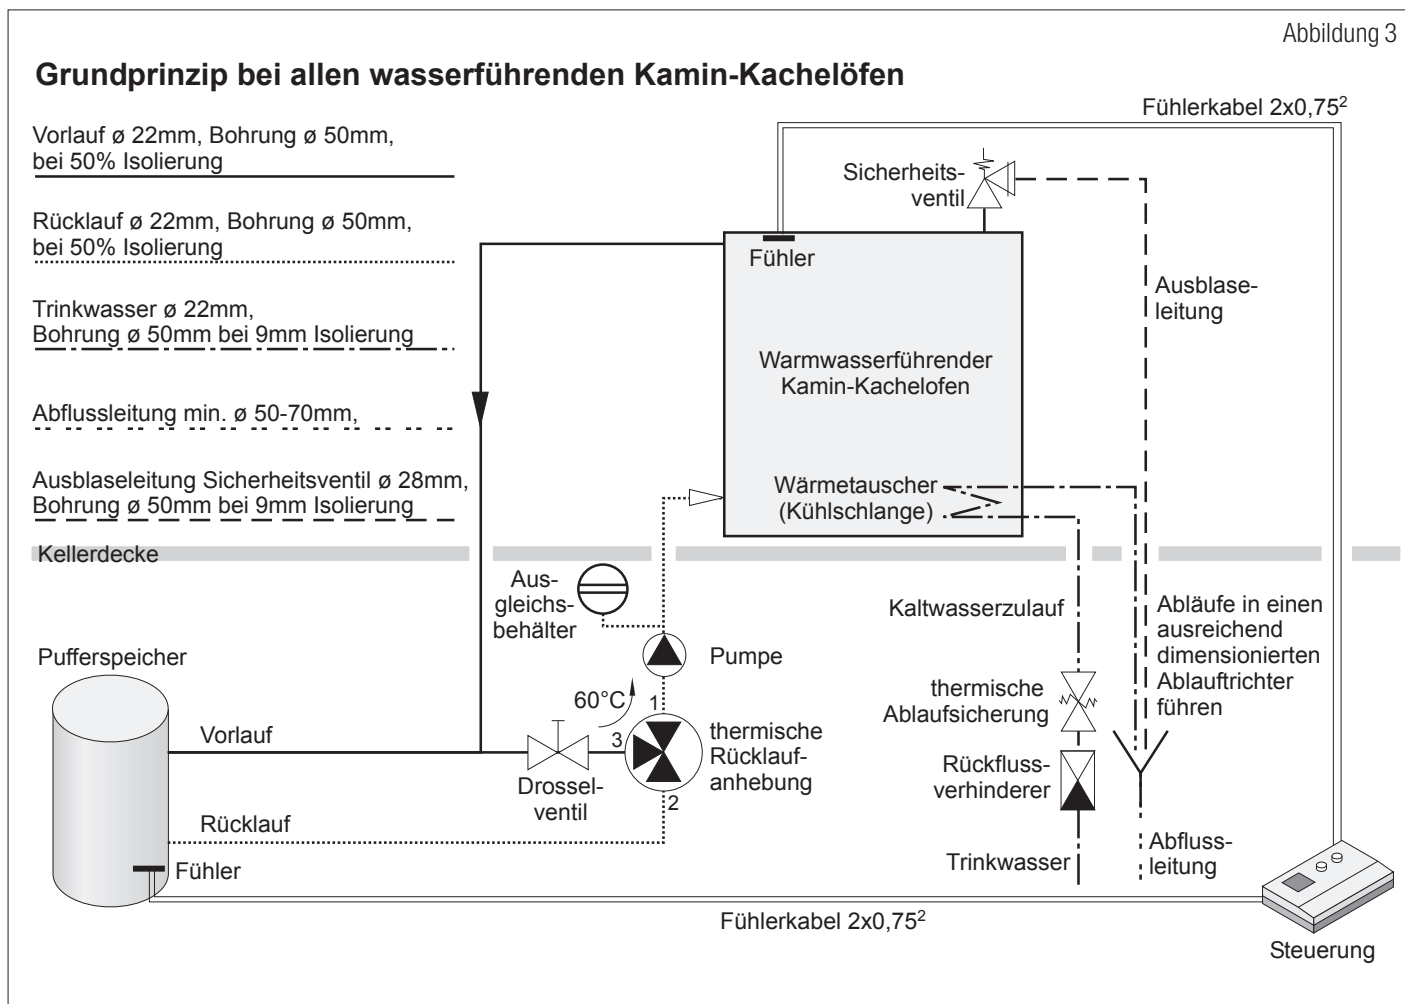 Abbildung 3
Grundprinzip bei allen wasserführenden Kamin-Kachelöfen
Fühlerkabel 2x0,75²
Vorlauf ø 22mm, Bohrung ø 50mm,
bei 50% Isolierung
Rücklauf ø 22mm, Bohrung ø 50mm,
bei 50% Isolierung
Trinkwasser ø 22mm,
Bohrung ø 50mm bei 9mm Isolierung
Abflussleitung min. ø 50-70mm,
Ausblaseleitung Sicherheitsventil ø 28mm,
Bohrung ø 50mm bei 9mm Isolierung
Sicherheits-
ventil
Fühler
Ausblase-
leitung
Warmwasserführender
Kamin-Kachelofen
Wärmetauscher
(Kühlschlange)
Kellerdecke
Aus-
gleichs-
behälter
Pumpe
Kaltwasserzulauf
Abläufe in einen
ausreichend
dimensionierten
Ablauftrichter
führen
Pufferspeicher
60°C
1
3
2
thermische
Rücklauf-
anhebung
thermische
Ablaufsicherung
Vorlauf
Drossel-
ventil
Rückfluss-
verhinderer
Rücklauf
Fühler
Trinkwasser
Abfluss-
leitung
Fühlerkabel 2x0,75²
Steuerung